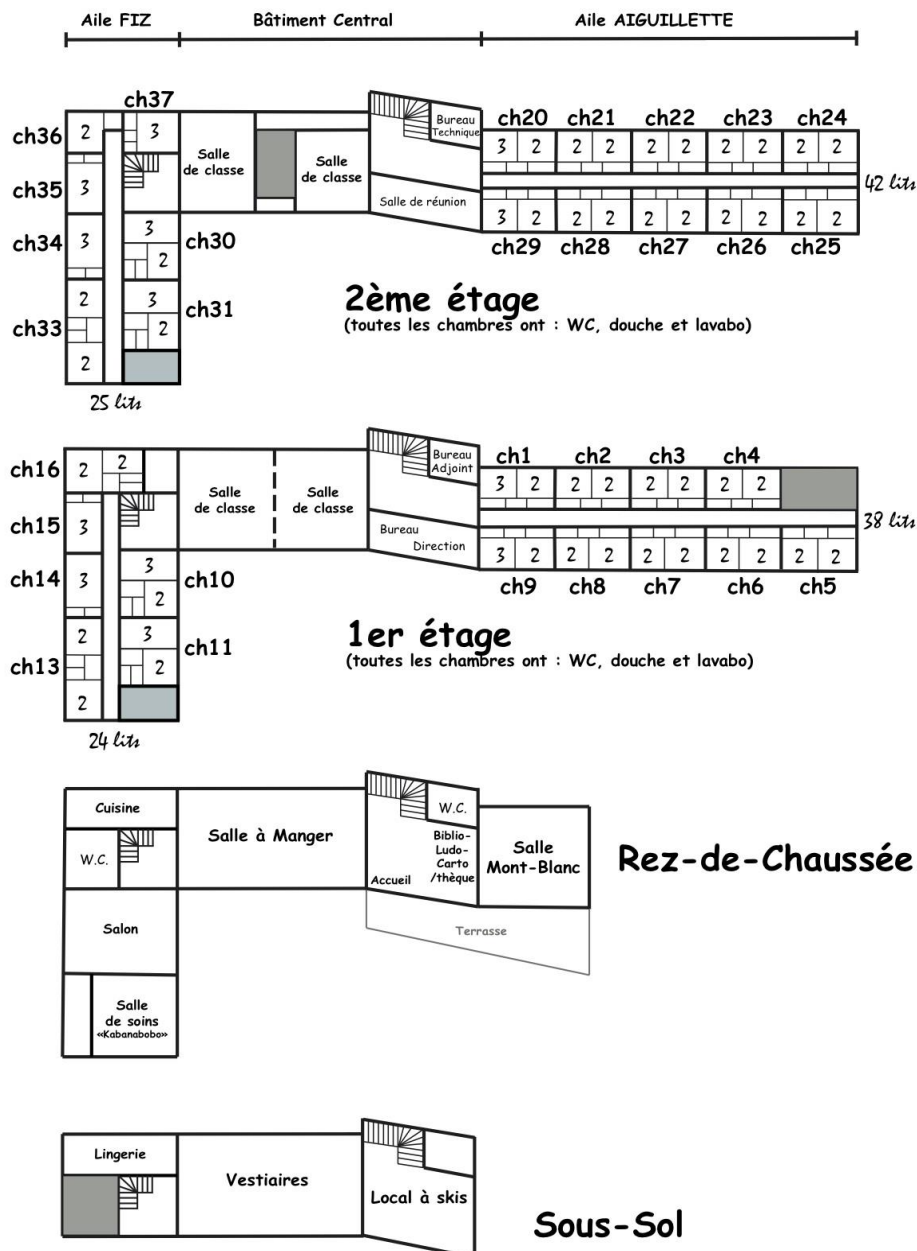 Aile FIZ
Bâtiment Central
Aile AIGUILLETTE
ch37
ch36
2
3
ch35
3
ch34
3
ch33
2
2
3
2
ch30
3
2
ch31
25 lits
Salle
de classe
Salle
de classe
Bureau
Technique
Salle de réunion
ch20 ch21 ch22 ch23 ch24
3 2 2 2 2 2 2 2 2 2
3 2 2 2 2 2 2 2 2 2
ch29 ch28 ch27 ch26 ch25
42 lits
2ème étage
(toutes les chambres ont : WC, douche et lavabo)
ch16
2
2
ch15
3
ch14
3
ch13
2
2
3
2
ch10
3
2
ch11
24 lits
Salle
de classe
Salle
de classe
Bureau
Adjoint
Bureau
Direction
ch1 ch2 ch3 ch4
3 2 2 2 2 2 2 2
3 2 2 2 2 2 2 2 2 2
ch9 ch8 ch7 ch6 ch5
38 lits
1er étage
(toutes les chambres ont : WC, douche et lavabo)
Cuisine
W.C.
Salle à Manger
W.C.
Biblio-
Ludo-
Carto
/thèque
Accueil
Salle
Mont-Blanc
Rez-de-Chaussée
Terrasse
Salon
Salle
de soins
«Kabanabobo»
Lingerie
Vestiaires
Local à skis
Sous-Sol